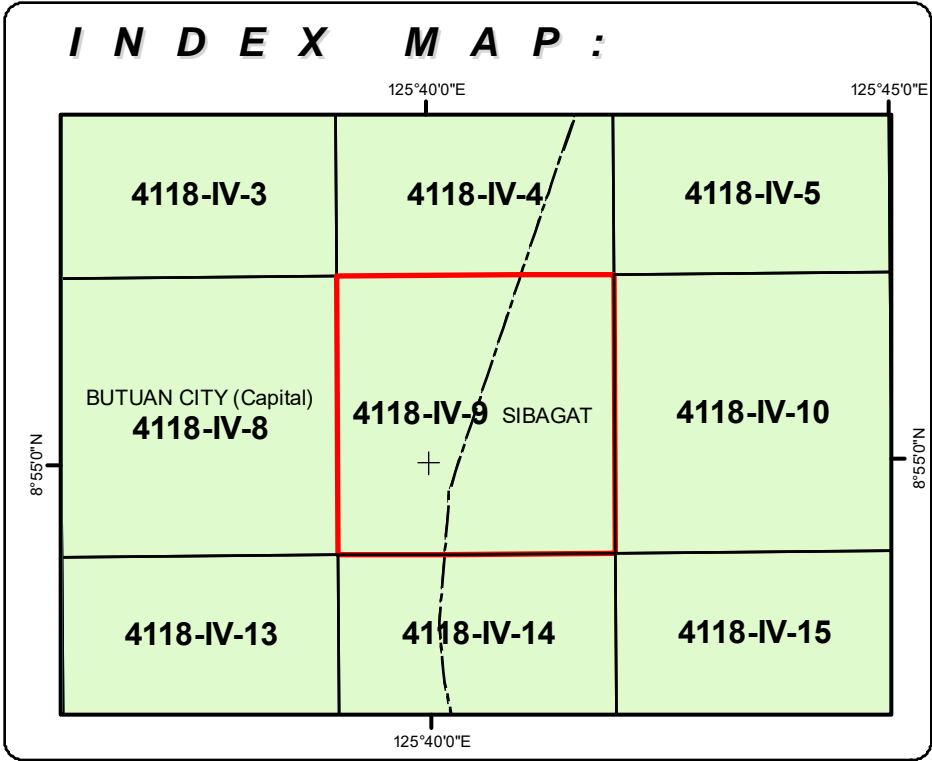 INDEX MAP:
125°40'0"E
125°45'0"E
4118-IV-3
4118-IV-4
4118-IV-5
BUTUAN CITY (Capital)
4118-IV-8
4118-IV-9
SIBAGAT
4118-IV-10
8°55'0"N
8°55'0"N
4118-IV-13
4118-IV-14
4118-IV-15
125°40'0"E